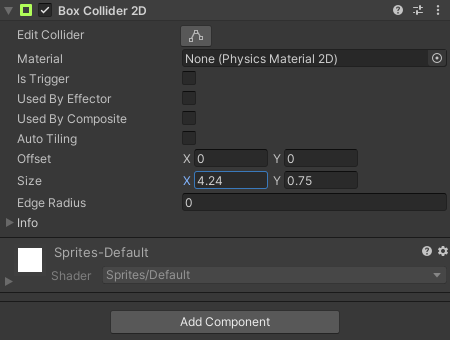 Box Collider 2D
Edit Collider
Material None (Physics Material 2D)
Is Trigger
Used By Effector
Used By Composite
Auto Tiling
Offset X 0 Y 0
Size X 4.24 Y 0.75
Edge Radius 0
Info
Sprites-Default
Shader Sprites/Default
Add Component